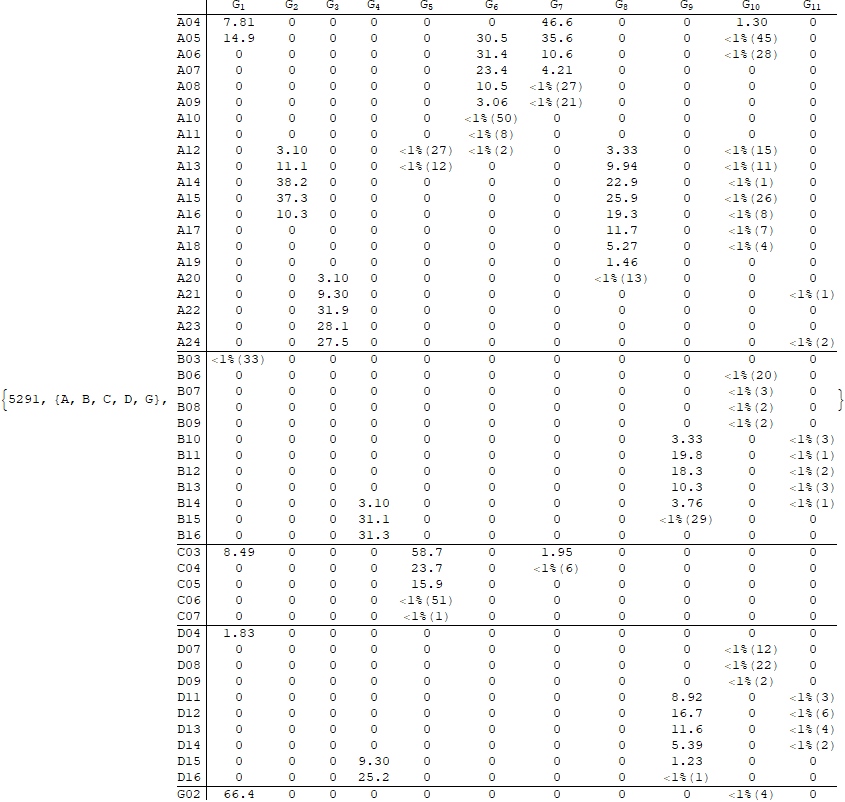 G1 G2 G3 G4 G5 G6 G7 G8 G9 G10 G11
A04 7.81 0 0 0 0 0 46.6 0 0 1.30 0
A05 14.9 0 0 0 0 30.5 35.6 0 0 <1%(45) 0
A06 0 0 0 0 0 31.4 10.6 0 0 <1%(28) 0
A07 0 0 0 0 0 23.4 4.21 0 0 0 0
A08 0 0 0 0 0 10.5 <1%(27) 0 0 0 0
A09 0 0 0 0 0 3.06 <1%(21) 0 0 0 0
A10 0 0 0 0 0 <1%(50) 0 0 0 0 0
A11 0 0 0 0 0 <1%(8) 0 0 0 0 0
A12 0 3.10 0 0 <1%(27) <1%(2) 0 3.33 0 <1%(15) 0
A13 0 11.1 0 0 <1%(12) 0 0 9.94 0 <1%(11) 0
A14 0 38.2 0 0 0 0 0 22.9 0 <1%(1) 0
A15 0 37.3 0 0 0 0 0 25.9 0 <1%(26) 0
A16 0 10.3 0 0 0 0 0 19.3 0 <1%(8) 0
A17 0 0 0 0 0 0 0 11.7 0 <1%(7) 0
A18 0 0 0 0 0 0 0 5.27 0 <1%(4) 0
A19 0 0 0 0 0 0 0 1.46 0 0 0
A20 0 0 3.10 0 0 0 0 <1%(13) 0 0 0
A21 0 0 9.30 0 0 0 0 0 0 0 <1%(1)
A22 0 0 31.9 0 0 0 0 0 0 0 0
A23 0 0 28.1 0 0 0 0 0 0 0 0
A24 0 0 27.5 0 0 0 0 0 0 0 <1%(2)
B03 <1%(33) 0 0 0 0 0 0 0 0 0 0
B06 0 0 0 0 0 0 0 0 0 <1%(20) 0
B07 0 0 0 0 0 0 0 0 0 <1%(3) 0
{5291, {A, B, C, D, G}, B08 0 0 0 0 0 0 0 0 0 <1%(2) 0 }
B09 0 0 0 0 0 0 0 0 0 <1%(2) 0
B10 0 0 0 0 0 0 0 0 3.33 0 <1%(3)
B11 0 0 0 0 0 0 0 0 19.8 0 <1%(1)
B12 0 0 0 0 0 0 0 0 18.3 0 <1%(2)
B13 0 0 0 0 0 0 0 0 10.3 0 <1%(3)
B14 0 0 0 3.10 0 0 0 0 3.76 0 <1%(1)
B15 0 0 0 31.1 0 0 0 0 <1%(29) 0 0
B16 0 0 0 31.3 0 0 0 0 0 0 0
C03 8.49 0 0 0 58.7 0 1.95 0 0 0 0
C04 0 0 0 0 23.7 0 <1%(6) 0 0 0 0
C05 0 0 0 0 15.9 0 0 0 0 0 0
C06 0 0 0 0 <1%(51) 0 0 0 0 0 0
C07 0 0 0 0 <1%(1) 0 0 0 0 0 0
D04 1.83 0 0 0 0 0 0 0 0 0 0
D07 0 0 0 0 0 0 0 0 0 <1%(12) 0
D08 0 0 0 0 0 0 0 0 0 <1%(22) 0
D09 0 0 0 0 0 0 0 0 0 <1%(2) 0
D11 0 0 0 0 0 0 0 0 8.92 0 <1%(3)
D12 0 0 0 0 0 0 0 0 16.7 0 <1%(6)
D13 0 0 0 0 0 0 0 0 11.6 0 <1%(4)
D14 0 0 0 0 0 0 0 0 5.39 0 <1%(2)
D15 0 0 0 9.30 0 0 0 0 1.23 0 0
D16 0 0 0 25.2 0 0 0 0 <1%(1) 0 0
G02 66.4 0 0 0 0 0 0 0 0 <1%(4) 0